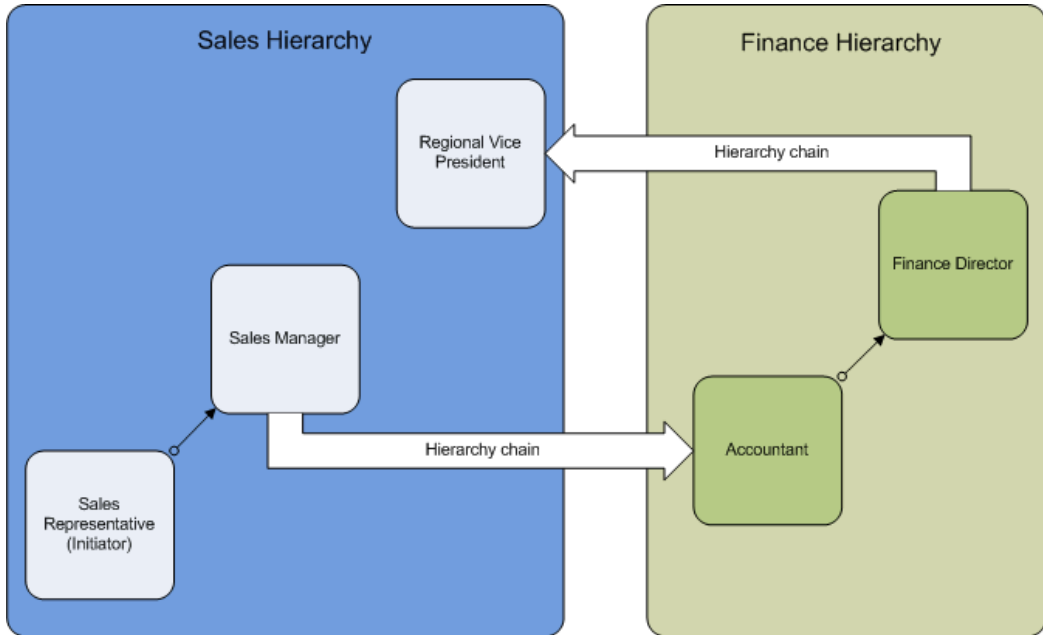 Sales Hierarchy
Finance Hierarchy
Regional Vice
President
Hierarchy chain
Finance Director
Sales Manager
Hierarchy chain
Accountant
Sales
Representative
(Initiator)